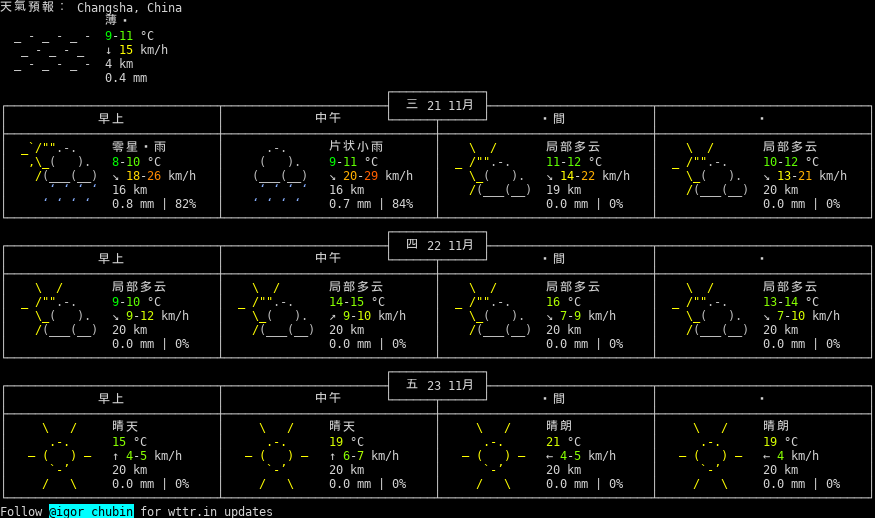 天氣預報： Changsha, China
薄・
9-11 °C
↓ 15 km/h
4 km
0.4 mm
三 21 11月
早上 中午 ・間 ・
零星・雨 片状小雨 局部多云 局部多云
8-10 °C 9-11 °C 11-12 °C 10-12 °C
↘ 18-26 km/h ↘ 20-29 km/h ↘ 14-22 km/h ↘ 13-21 km/h
16 km 16 km 19 km 20 km
0.8 mm | 82% 0.7 mm | 84% 0.0 mm | 0% 0.0 mm | 0%
四 22 11月
早上 中午 ・間 ・
局部多云 局部多云 局部多云 局部多云
9-10 °C 14-15 °C 16 °C 13-14 °C
↘ 9-12 km/h ↗ 9-10 km/h ↘ 7-9 km/h ↘ 7-10 km/h
20 km 20 km 20 km 20 km
0.0 mm | 0% 0.0 mm | 0% 0.0 mm | 0% 0.0 mm | 0%
五 23 11月
早上 中午 ・間 ・
晴天 晴天 晴朗 晴朗
15 °C 19 °C 21 °C 19 °C
↑ 4-5 km/h ↑ 6-7 km/h ← 4-5 km/h ← 4 km/h
20 km 20 km 20 km 20 km
0.0 mm | 0% 0.0 mm | 0% 0.0 mm | 0% 0.0 mm | 0%
Follow @igor_chubin for wttr.in updates